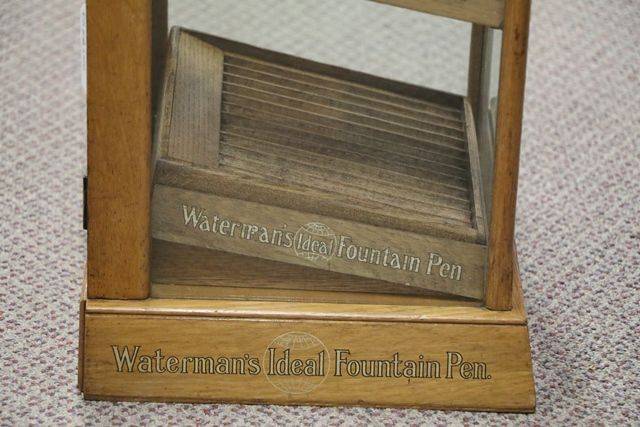 Waterman's Ideal Fountain Pen
Waterman's Ideal Fountain Pen.